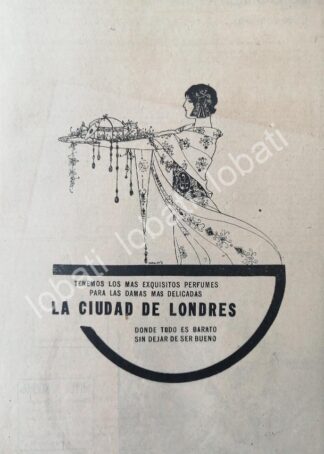 TENEMOS LOS MAS EXQUISITOS PERFUMES
PARA LAS DAMAS MAS DELICADAS
LA CIUDAD DE LONDRES
DONDE TODO ES BARATO
SIN DEJAR DE SER BUENO
lobati lobati lobati